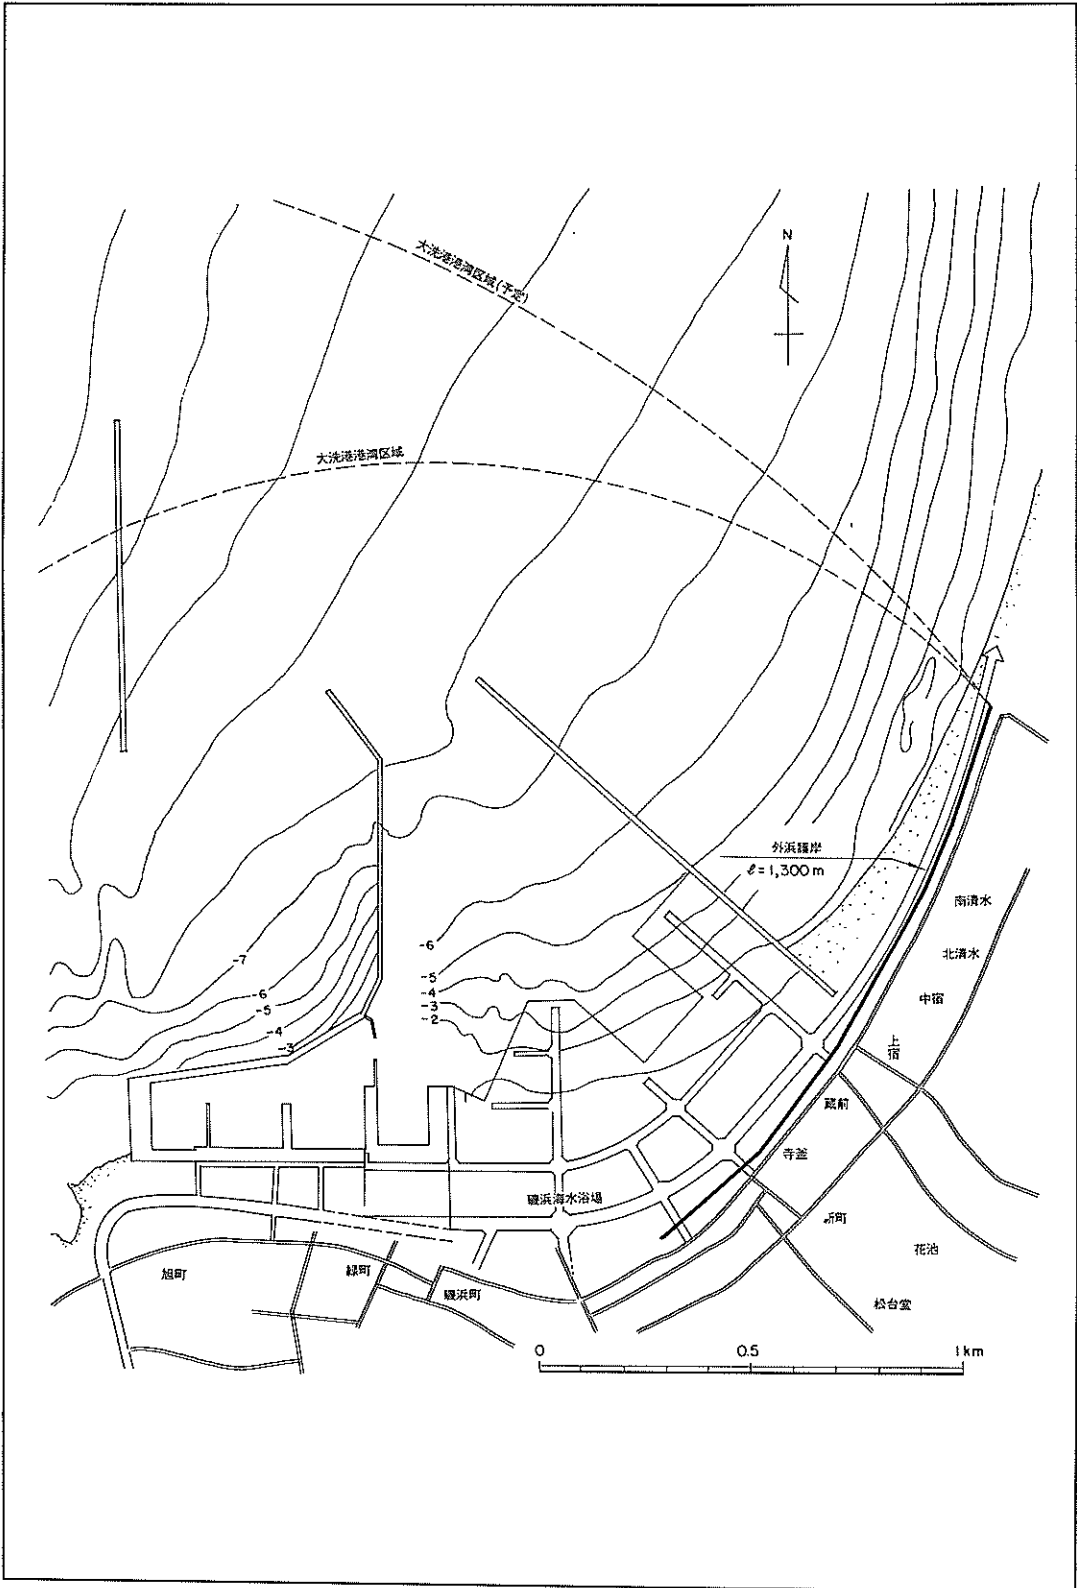 N
大洗港港湾区域(予定)
大洗港港湾区域
外浜護岸
ℓ=1,300m
南清水
北清水
中宿
上宿
蔵前
寺釜
新町
花池
松台堂
-7
-6
-5
-4
-3
-6
-5
-4
-3
-2
磯浜海水浴場
旭町
緑町
磯浜町
0 0.5 1km